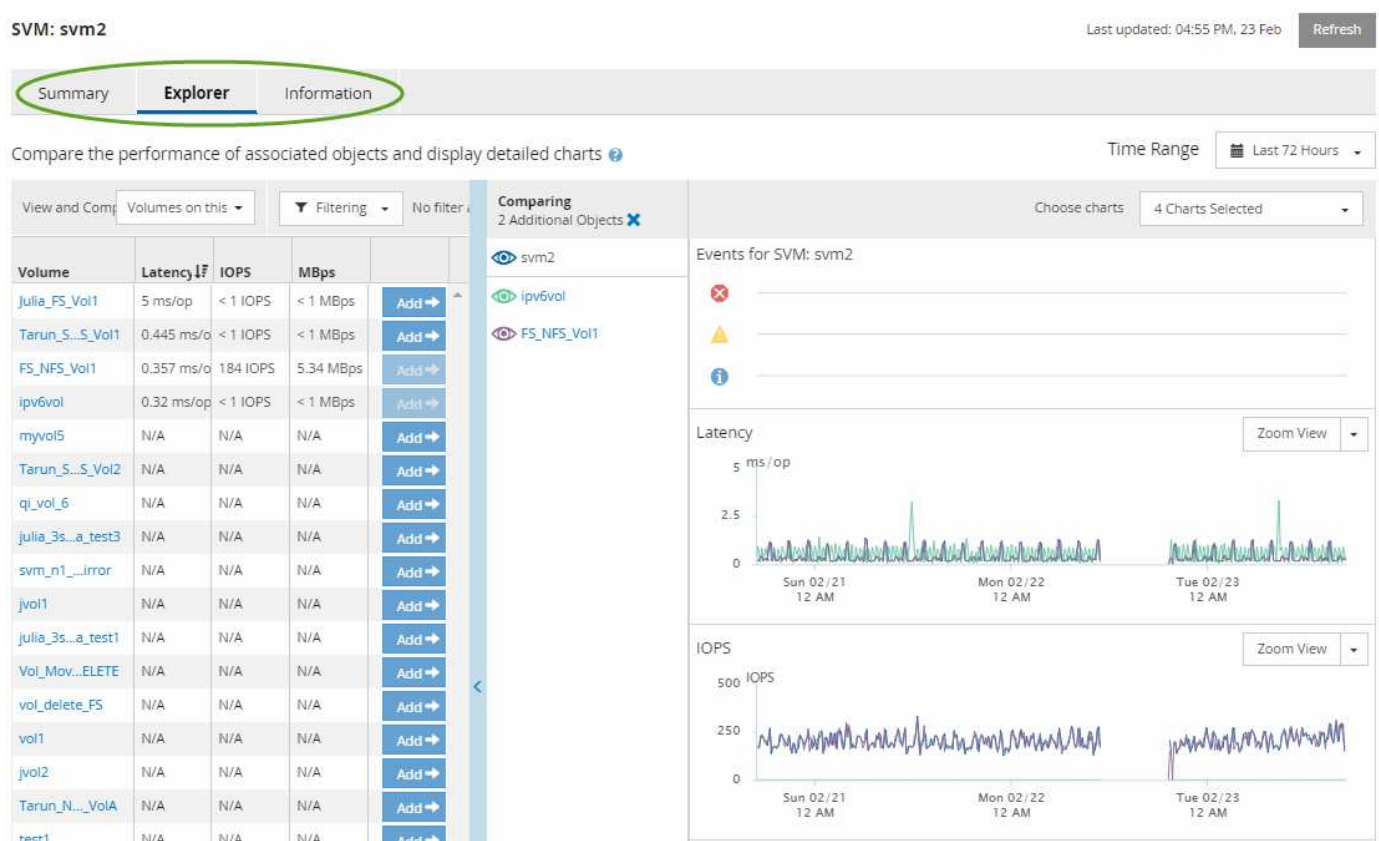 SVM: svm2
Last updated: 04:55 PM, 23 Feb Refresh
Summary Explorer Information
Compare the performance of associated objects and display detailed charts ?
Time Range Last 72 Hours
View and Comp Volumes on this Filtering No filter
Comparing
2 Additional Objects
Choose charts 4 Charts Selected
Volume Latency IOPS MBps
Julia_FS_Vol1 5 ms/op < 1 IOPS < 1 MBps Add
Tarun_S...S_Vol1 0.445 ms/o < 1 IOPS < 1 MBps Add
FS_NFS_Vol1 0.357 ms/o 184 IOPS 5.34 MBps Add
ipv6vol 0.32 ms/op < 1 IOPS < 1 MBps Add
myvol5 N/A N/A N/A Add
Tarun_S...S_Vol2 N/A N/A N/A Add
qi_vol_6 N/A N/A N/A Add
julia_3s...a_test3 N/A N/A N/A Add
svm_n1_...irror N/A N/A N/A Add
jvol1 N/A N/A N/A Add
julia_3s...a_test1 N/A N/A N/A Add
Vol_Mov...ELETE N/A N/A N/A Add
vol_delete_FS N/A N/A N/A Add
vol1 N/A N/A N/A Add
jvol2 N/A N/A N/A Add
Tarun_N..._VolA N/A N/A N/A Add
test1 N/A N/A N/A Add
svm2
ipv6vol
FS_NFS_Vol1
Events for SVM: svm2
Latency Zoom View
5 ms/op
2.5
0
Sun 02/21 Mon 02/22 Tue 02/23
12 AM 12 AM 12 AM
IOPS Zoom View
500 IOPS
250
0
Sun 02/21 Mon 02/22 Tue 02/23
12 AM 12 AM 12 AM